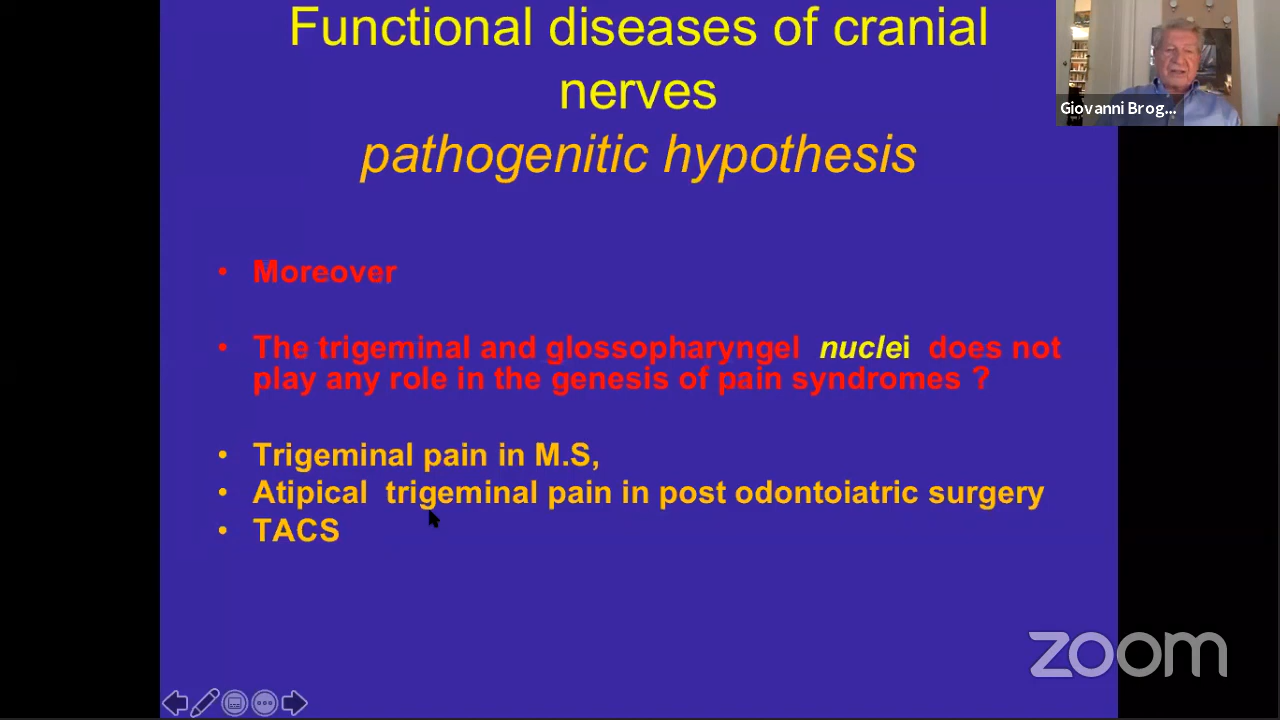 Functional diseases of cranial
nerves
pathogenitic hypothesis
Giovanni Brog...
• Moreover
• The trigeminal and glossopharyngel nuclei does not
play any role in the genesis of pain syndromes ?
• Trigeminal pain in M.S,
• Atipical trigeminal pain in post odontoiatric surgery
• TACS
zoom